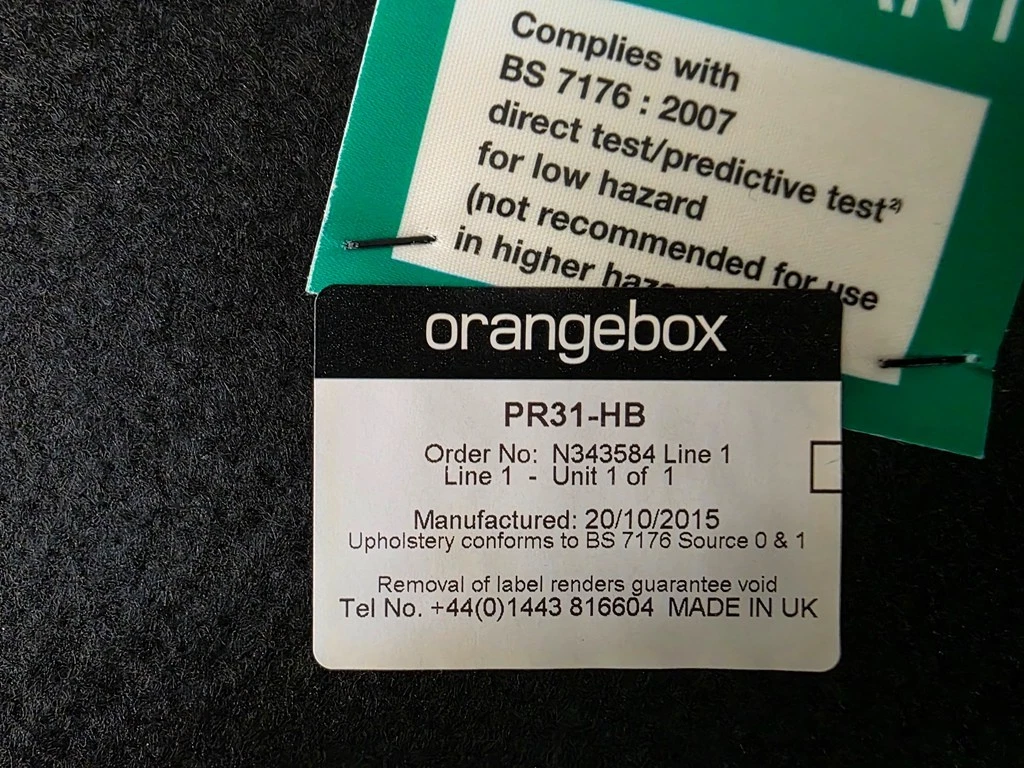 Complies with
BS 7176 : 2007
direct test/predictive test²⁾
for low hazard
(not recommended for use
in higher
orangebox
PR31-HB
Order No: N343584 Line 1
Line 1 - Unit 1 of 1
Manufactured: 20/10/2015
Upholstery conforms to BS 7176 Source 0 & 1
Removal of label renders guarantee void
Tel No. +44(0)1443 816604 MADE IN UK